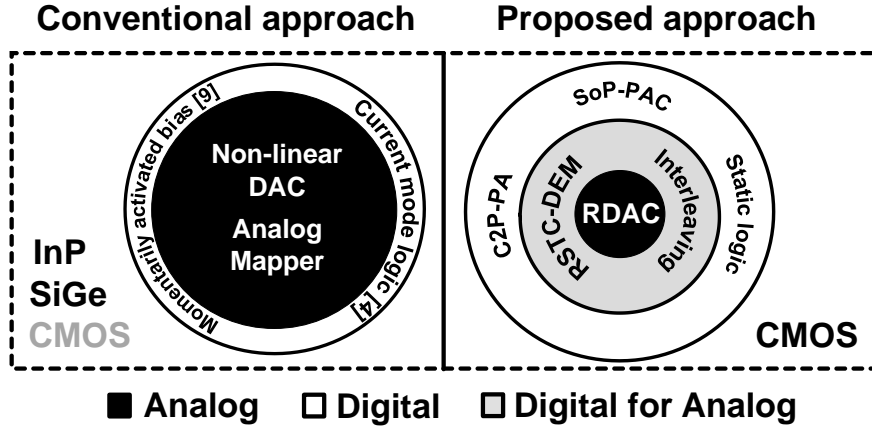 Conventional approach
Proposed approach
Momentarily activated bias [9]
Current mode logic [4]
Non-linear
DAC
Analog
Mapper
InP
SiGe
CMOS
SoP-PAC
C2P-PA
Static logic
RSTC-DEM
Interleaving
RDAC
CMOS
Analog
Digital
Digital for Analog